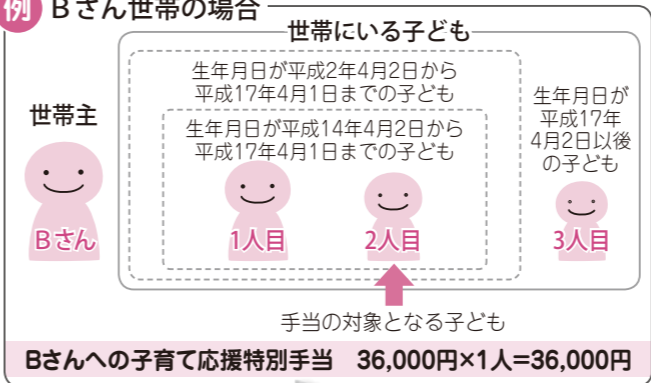 例 Bさん世帯の場合
世帯にいる子ども
生年月日が平成2年4月2日から
平成17年4月1日までの子ども
生年月日が平成14年4月2日から
平成17年4月1日までの子ども
生年月日が
平成17年
4月2日以後
の子ども
世帯主
Bさん
1人目
2人目
3人目
手当の対象となる子ども
Bさんへの子育て応援特別手当 36,000円×1人=36,000円